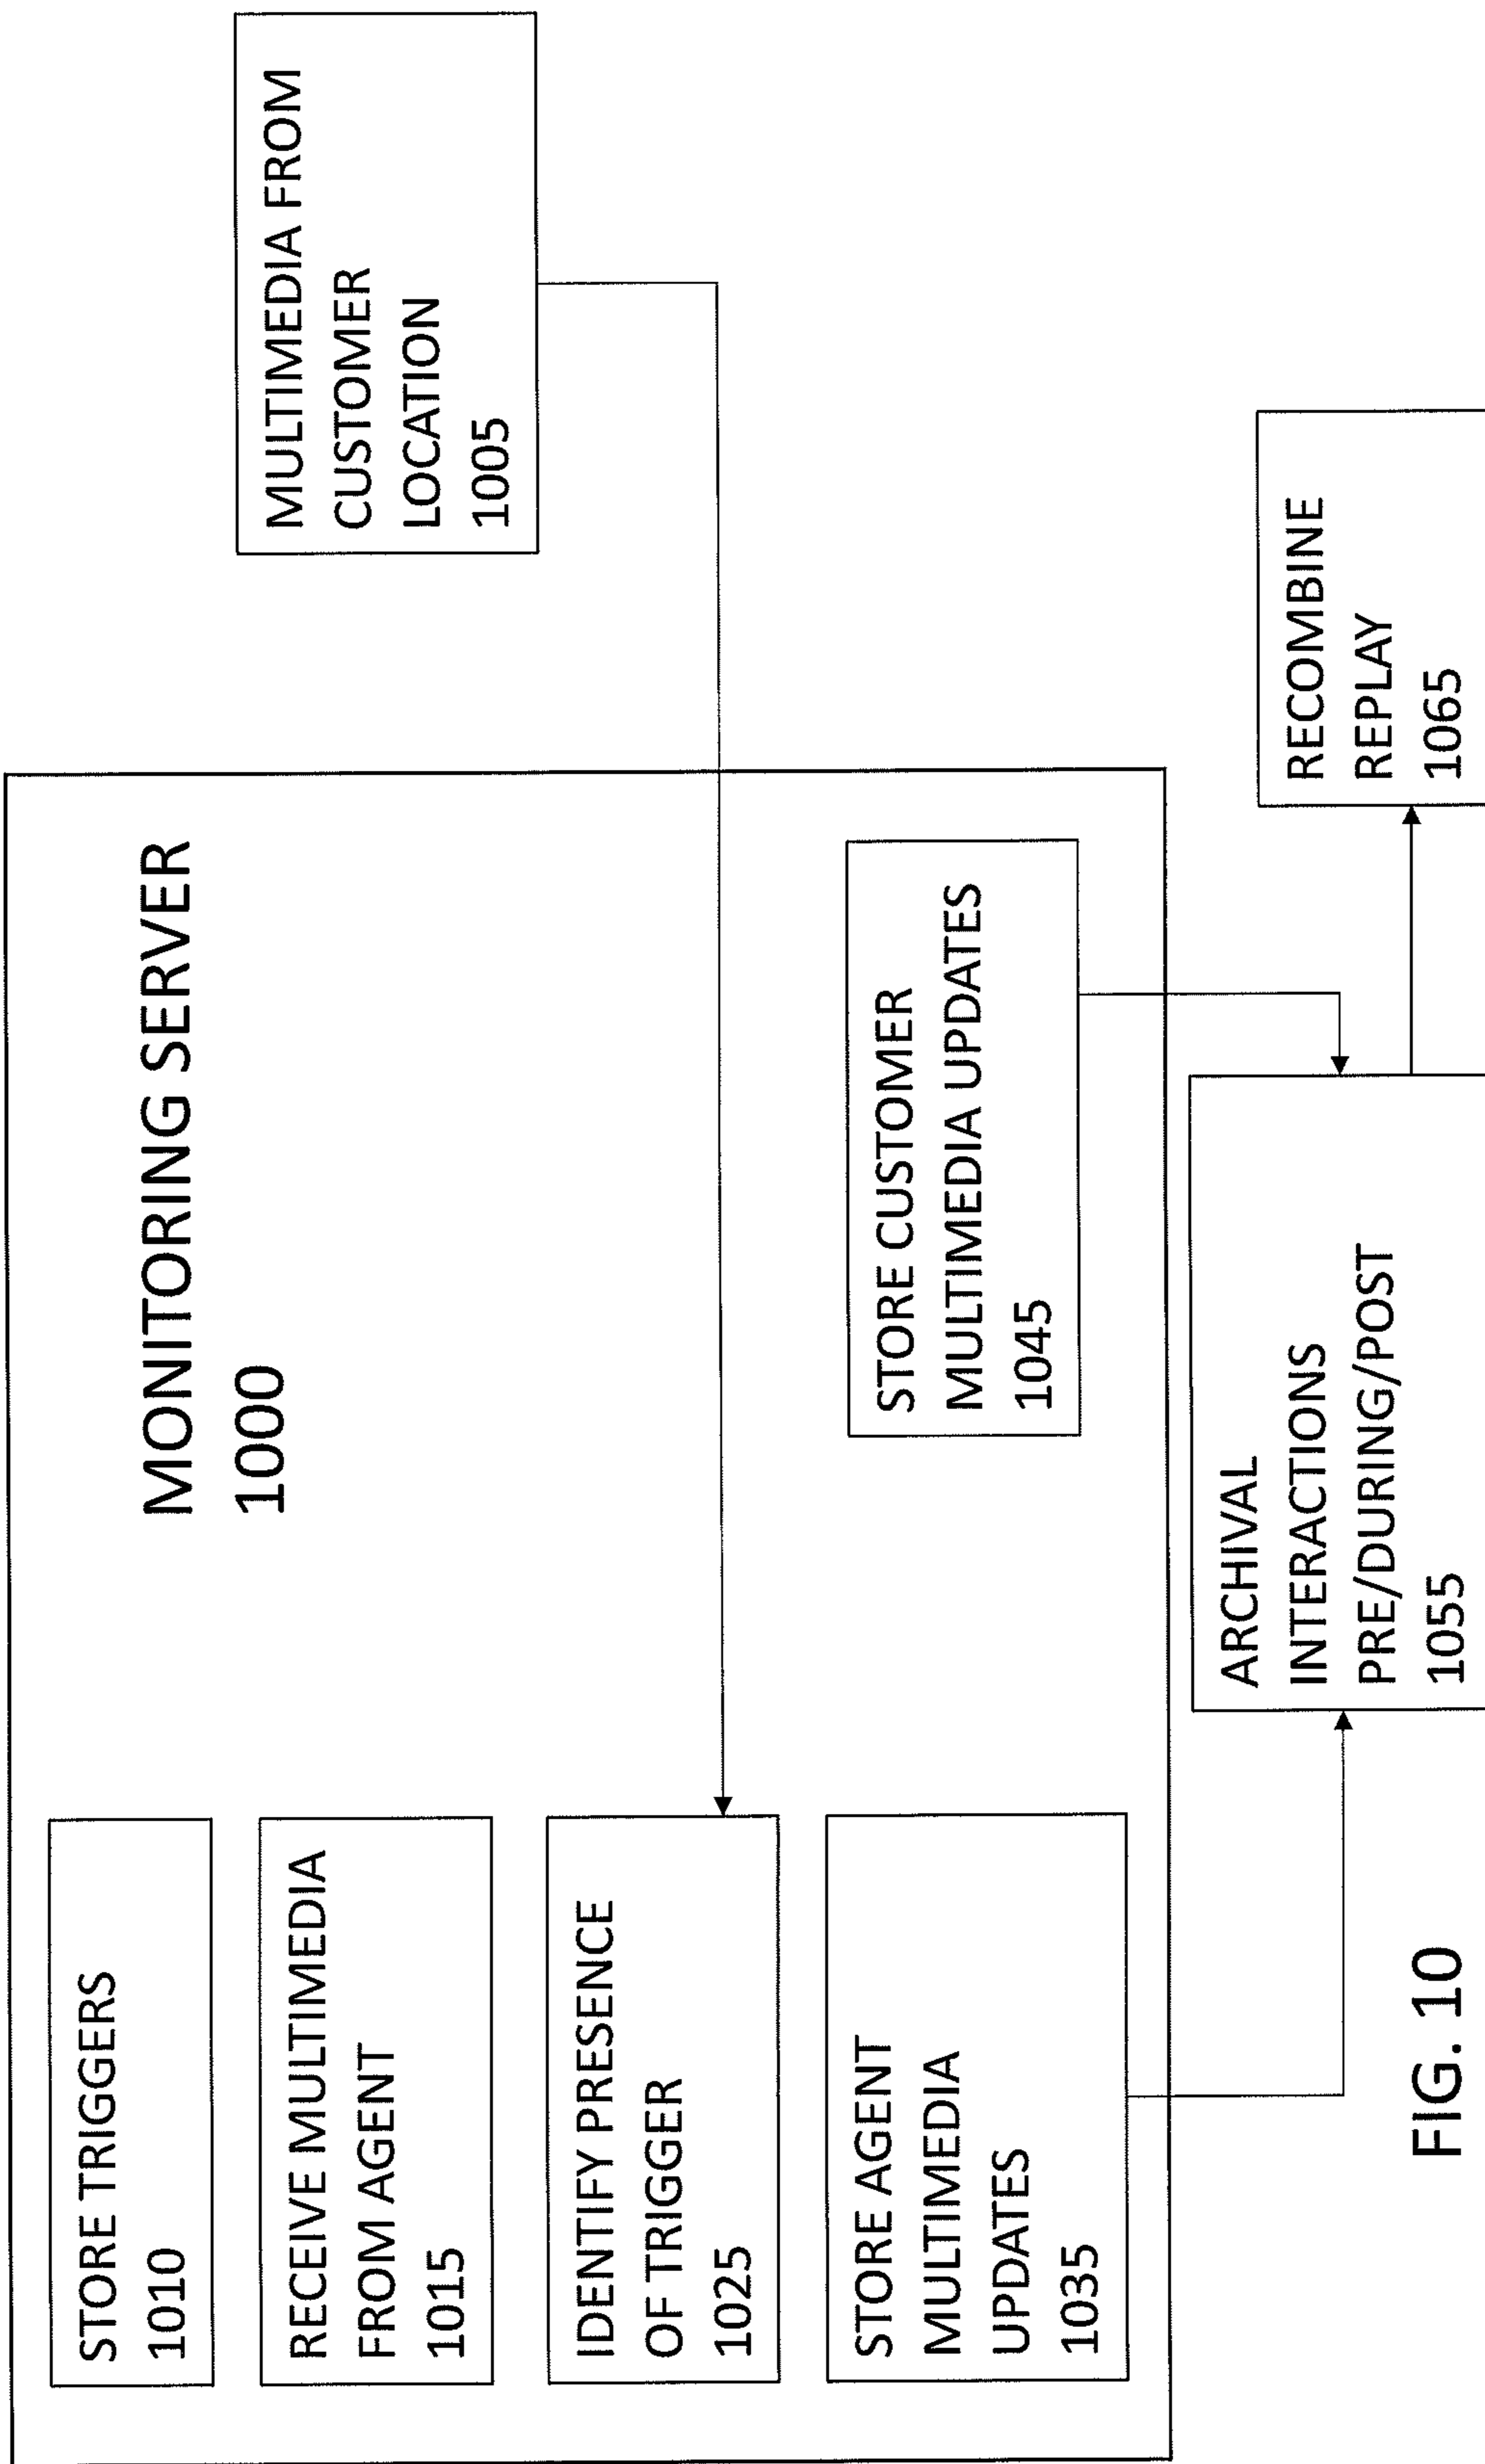 MONITORING SERVER
1000
STORE TRIGGERS
1010
RECEIVE MULTIMEDIA
FROM AGENT
1015
IDENTIFY PRESENCE
OF TRIGGER
1025
STORE AGENT
MULTIMEDIA
UPDATES
1035
STORE CUSTOMER
MULTIMEDIA UPDATES
1045
MULTIMEDIA FROM
CUSTOMER
LOCATION
1005
ARCHIVAL
INTERACTIONS
PRE/DURING/POST
1055
RECOMBINE
REPLAY
1065
FIG. 10